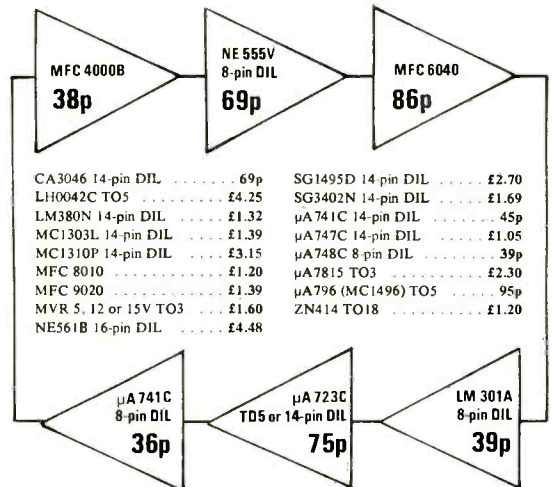 MFC 4000B
38p
NE 555V
8-pin DIL
69p
MFC 6040
86p
CA3046 14-pin DIL ........ 69p
LH0042C TO5 ........ £4.25
LM380N 14-pin DIL ........ £1.32
MC1303L 14-pin DIL ........ £1.39
MC1310P 14-pin DIL ........ £3.15
MFC 8010 ........ £1.20
MFC 9020 ........ £1.39
MVR 5, 12 or 15V TO3 .... £1.60
NE561B 16-pin DIL .... £4.48
SG1495D 14-pin DIL ..... £2.70
SG3402N 14-pin DIL ..... £1.69
µA741C 14-pin DIL ..... 45p
µA747C 14-pin DIL ..... £1.05
µA748C 8-pin DIL ..... 39p
µA7815 TO3 ..... £2.30
µA796 (MC1496) TO5 ..... 95p
ZN414 TO18 ..... £1.20
µA 741C
8-pin DIL
36p
µA 723C
TO5 or 14-pin DIL
75p
LM 301A
8-pin DIL
39p